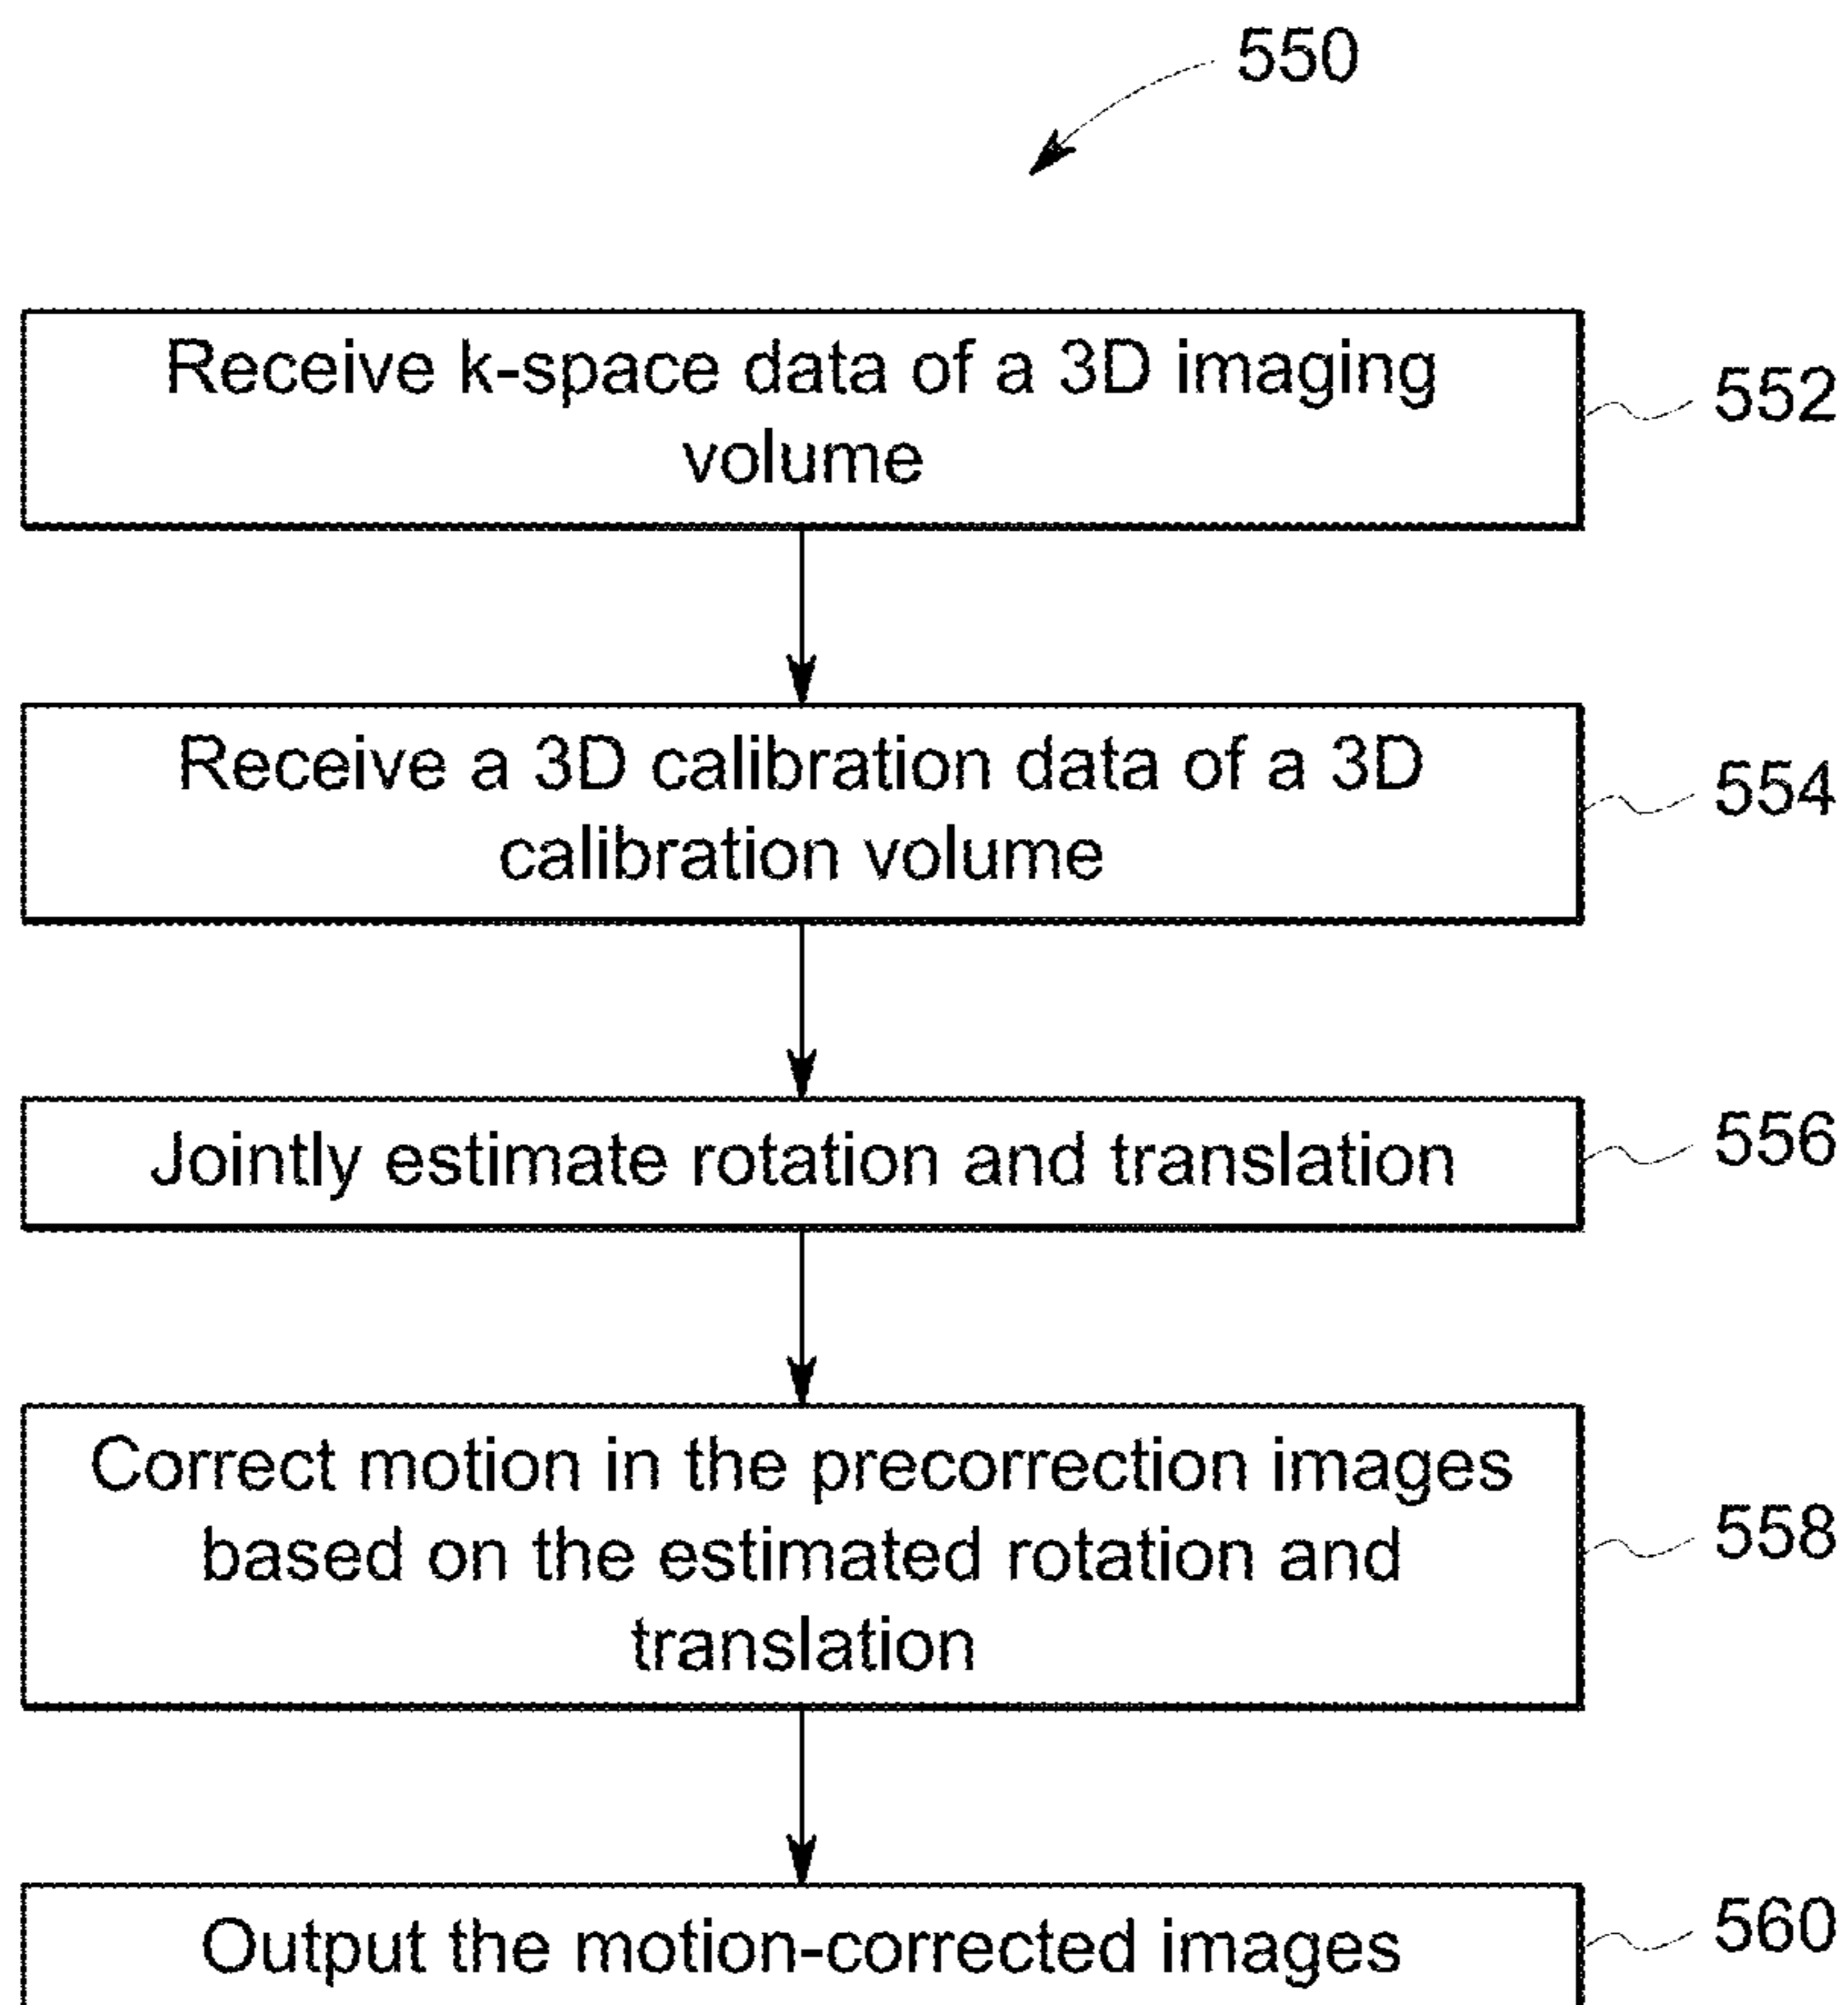 550
Receive k-space data of a 3D imaging
volume
552
Receive a 3D calibration data of a 3D
calibration volume
554
Jointly estimate rotation and translation
556
Correct motion in the precorrection images
based on the estimated rotation and
translation
558
Output the motion-corrected images
560